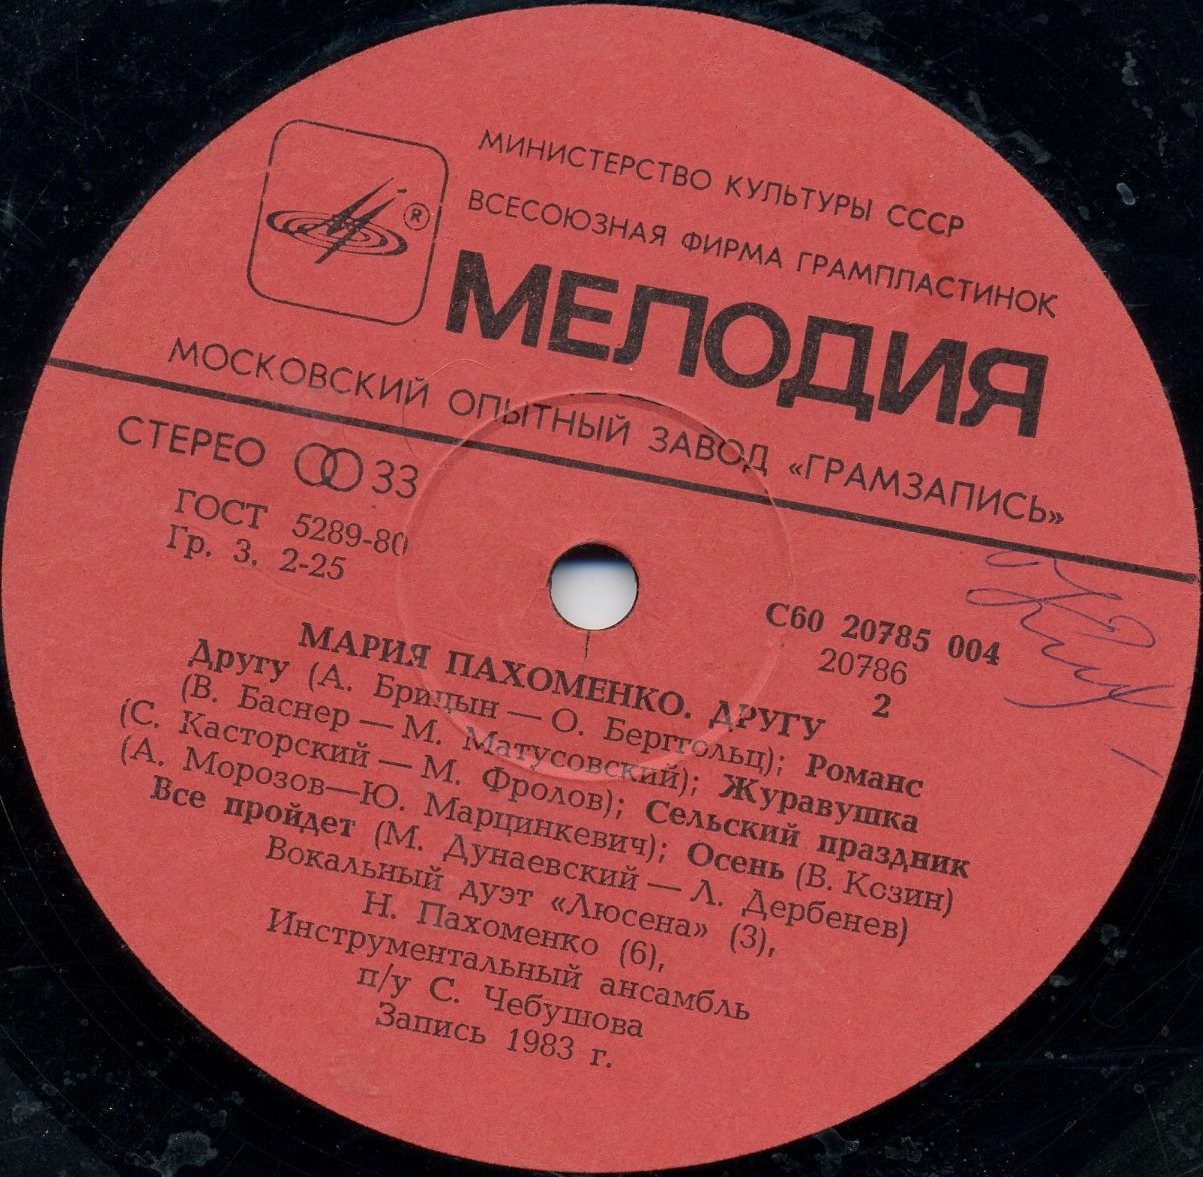 МИНИСТЕРСТВО КУЛЬТУРЫ СССР
ВСЕСОЮЗНАЯ ФИРМА ГРАМПЛАСТИНОК
®
МЕЛОДИЯ
МОСКОВСКИЙ ОПЫТНЫЙ ЗАВОД «ГРАМЗАПИСЬ»
СТЕРЕО 33
ГОСТ 5289-80
Гр. 3. 2-25
С60 20785 004
20786
2
МАРИЯ ПАХОМЕНКО. ДРУГУ
Другу (А. Брицын — О. Берггольц); Романс
(В. Баснер — М. Матусовский); Журавушка
(С. Касторский — М. Фролов); Сельский праздник
(А. Морозов—Ю. Марцинкевич); Осень (В. Козин)
Все пройдет (М. Дунаевский — Л. Дербенев)
Вокальный дуэт «Люсена» (3),
Н. Пахоменко (6),
Инструментальный ансамбль
п/у С. Чебушова
Запись 1983 г.